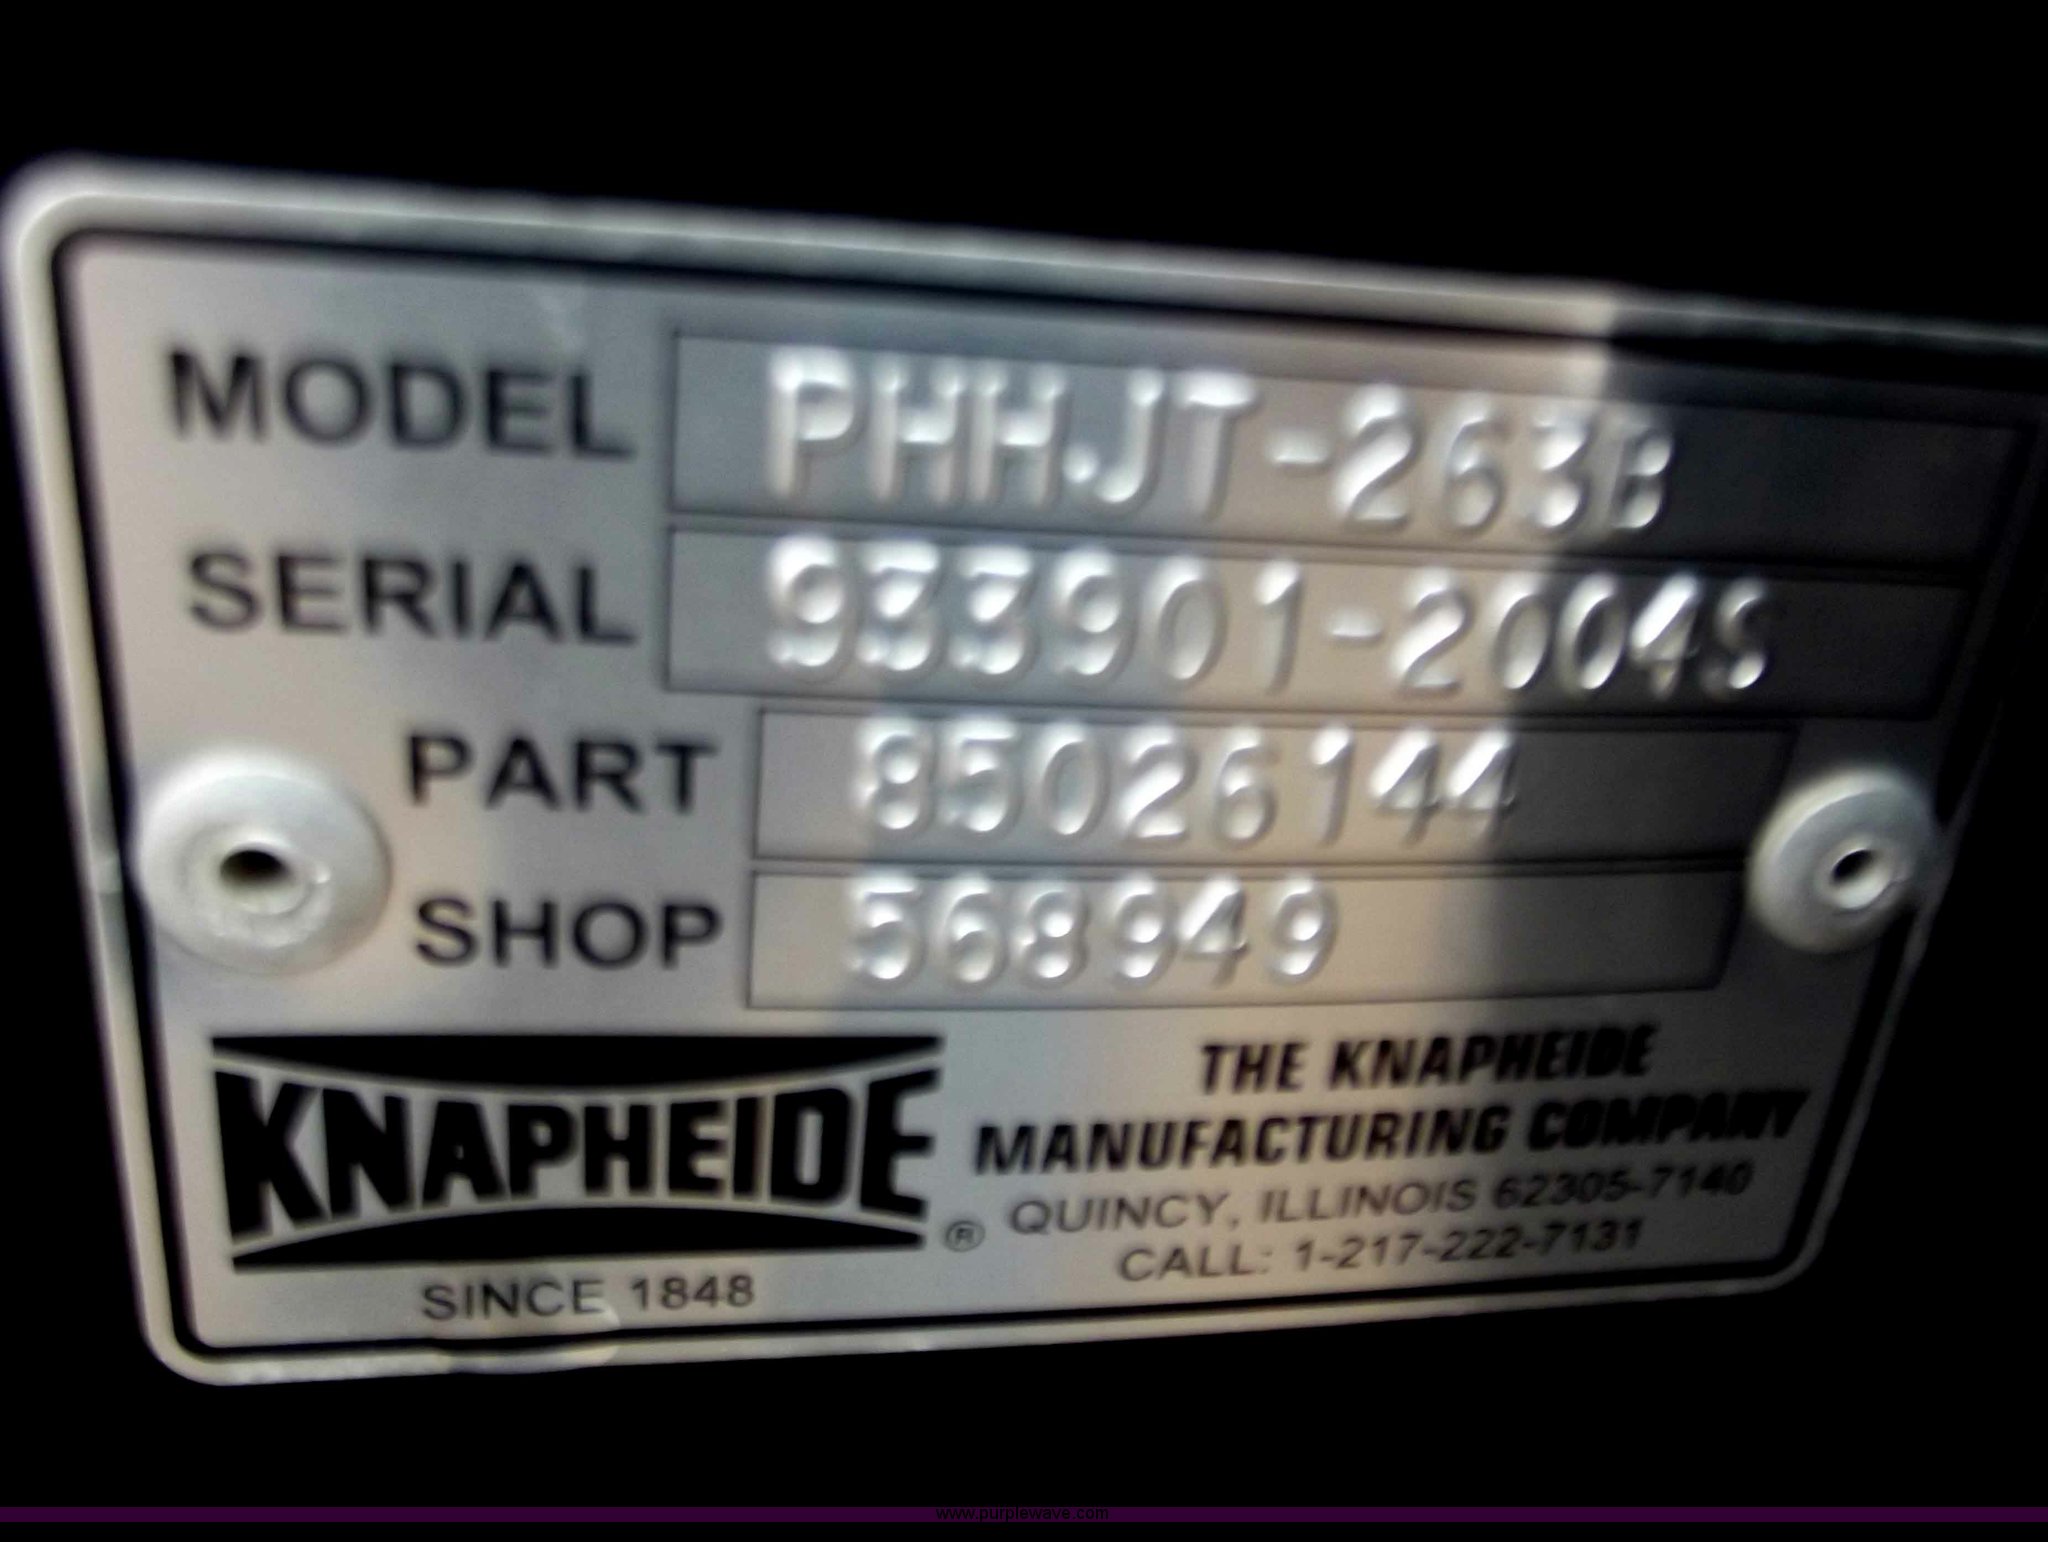 MODEL PHHJT-263B
SERIAL 933901-2004S
PART 85026144
SHOP 568949
KNAPHEIDE ®
SINCE 1848
THE KNAPHEIDE
MANUFACTURING COMPANY
QUINCY, ILLINOIS 62305-7140
CALL: 1-217-222-7131
www.purplewave.com